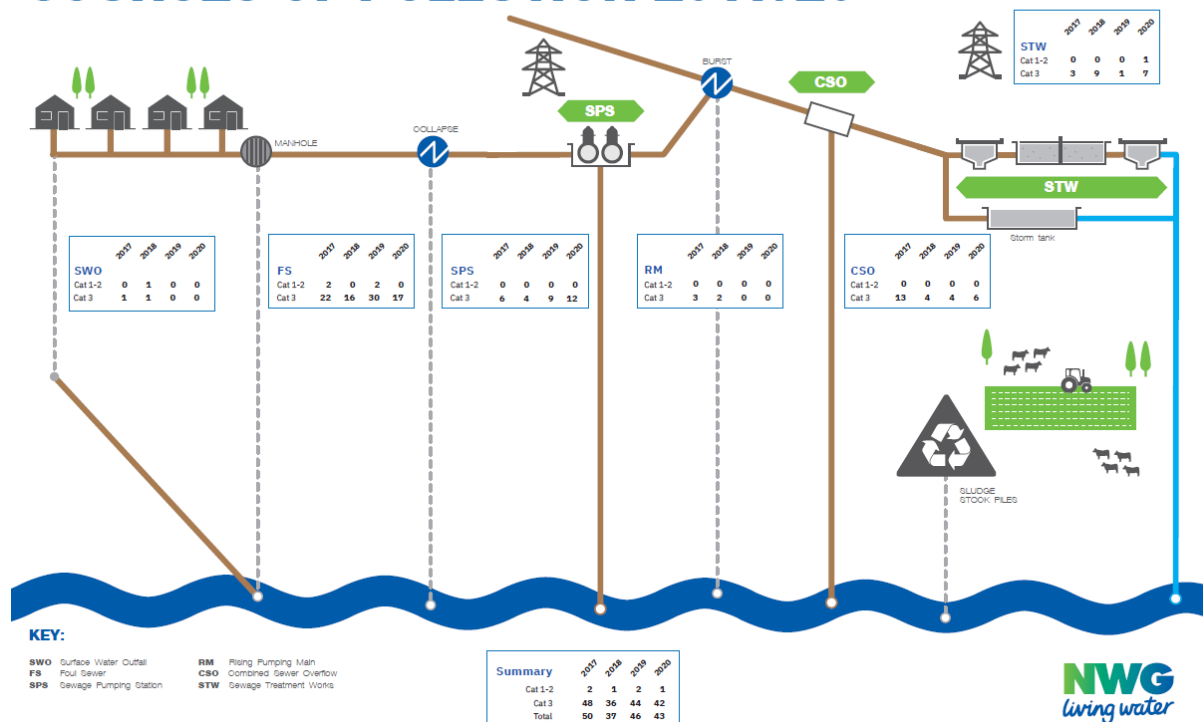 BURST
2017 2018 2019 2020
STW
Cat 1-2 0 0 0 1
Cat 3 3 9 1 7
CSO
SPS
COLLAPSE
MANHOLE
STW
Storm tank
2017 2018 2019 2020
SWO
Cat 1-2 0 1 0 0
Cat 3 1 1 0 0
2017 2018 2019 2020
FS
Cat 1-2 2 0 2 0
Cat 3 22 16 30 17
2017 2018 2019 2020
SPS
Cat 1-2 0 0 0 0
Cat 3 6 4 9 12
2017 2018 2019 2020
RM
Cat 1-2 0 0 0 0
Cat 3 3 2 0 0
2017 2018 2019 2020
CSO
Cat 1-2 0 0 0 0
Cat 3 13 4 4 6
SLUDGE
STOCK PILES
KEY:
SWO Surface Water Outfall
FS Foul Sewer
SPS Sewage Pumping Station
RM Rising Pumping Main
CSO Combined Sewer Overflow
STW Sewage Treatment Works
Summary 2017 2018 2019 2020
Cat 1-2 2 1 2 1
Cat 3 48 36 44 42
Total 50 37 46 43
NWG
living water